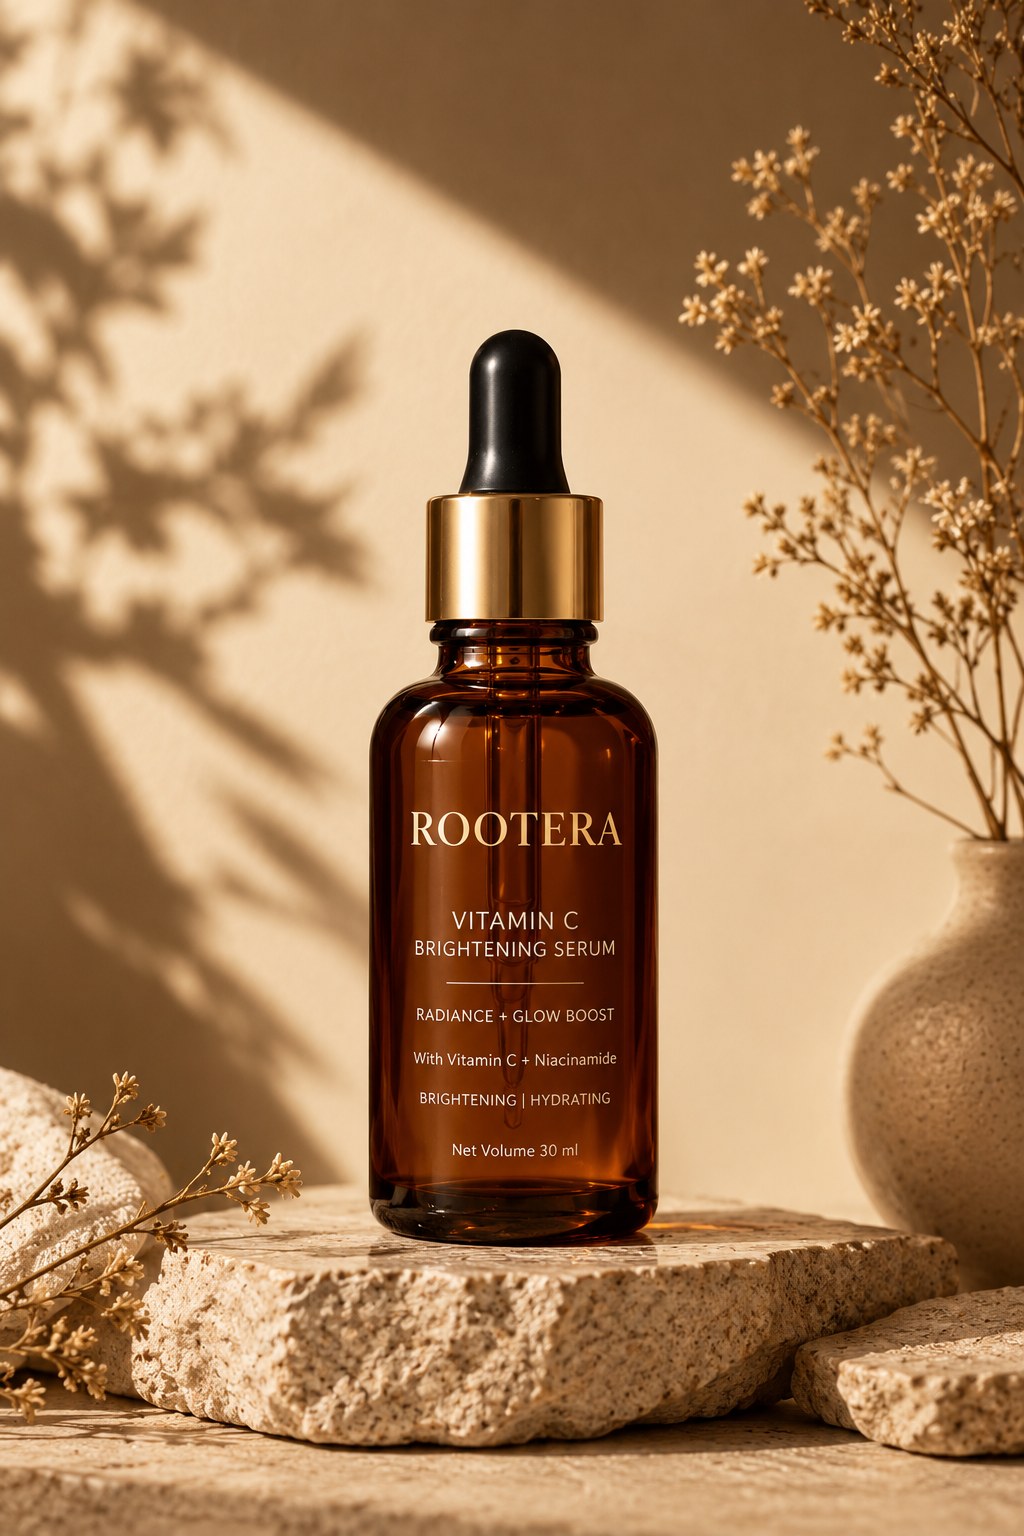 ROOTERA
VITAMIN C
BRIGHTENING SERUM
RADIANCE + GLOW BOOST
With Vitamin C + Niacinamide
BRIGHTENING | HYDRATING
Net Volume 30 ml